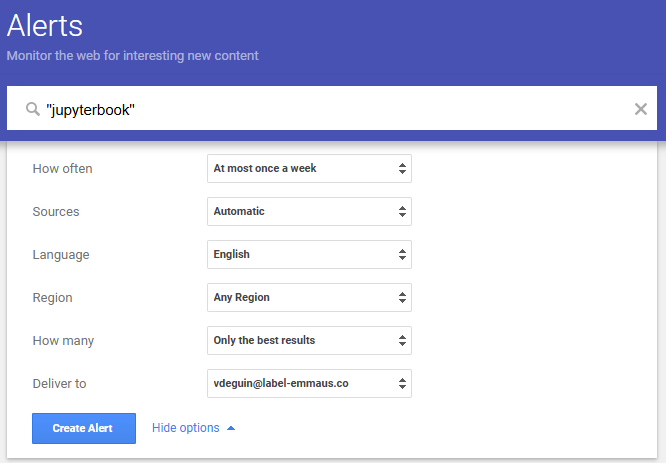 Alerts
Monitor the web for interesting new content
"jupyterbook"
How often At most once a week
Sources Automatic
Language English
Region Any Region
How many Only the best results
Deliver to vdeguin@label-emmaus.co
Create Alert Hide options